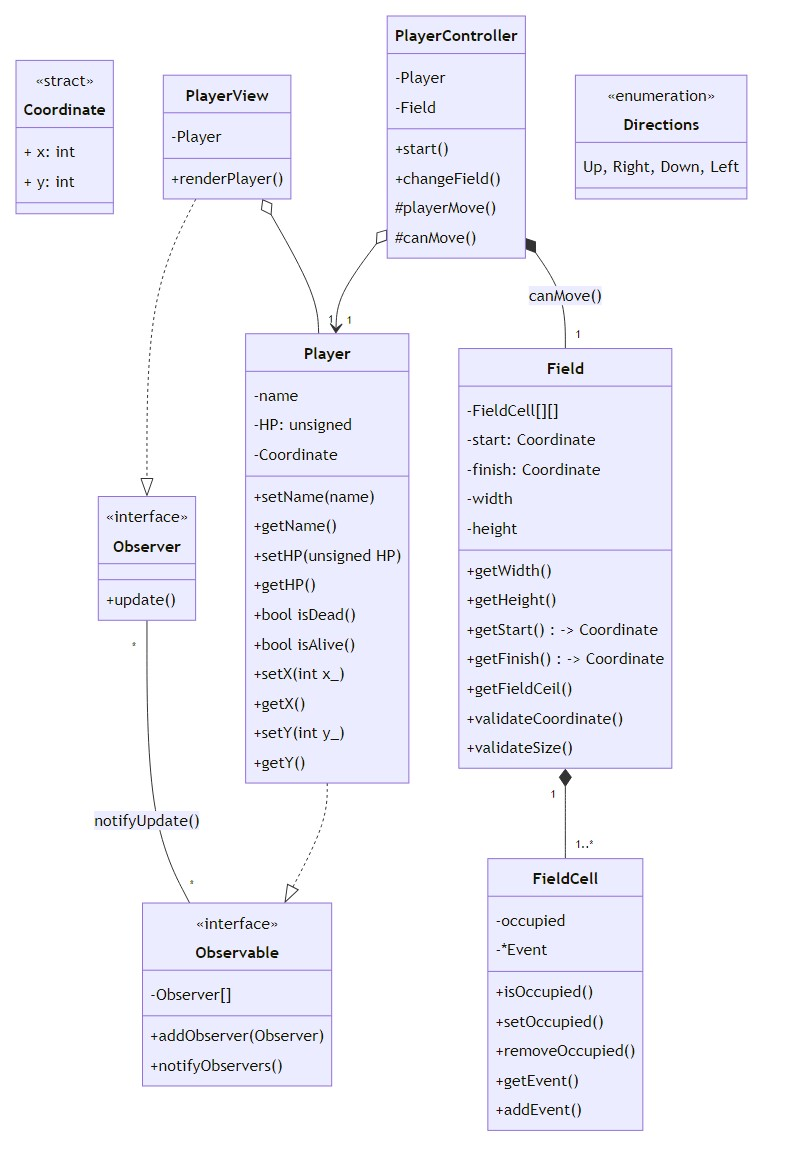 «stract»
Coordinate
+ x: int
+ y: int
PlayerView
-Player
+renderPlayer()
PlayerController
-Player
-Field
+start()
+changeField()
#playerMove()
#canMove()
«enumeration»
Directions
Up, Right, Down, Left
canMove()
1
1
1
Player
-name
-HP: unsigned
-Coordinate
+setName(name)
+getName()
+setHP(unsigned HP)
+getHP()
+bool isDead()
+bool isAlive()
+setX(int x_)
+getX()
+setY(int y_)
+getY()
Field
-FieldCell[][]
-start: Coordinate
-finish: Coordinate
-width
-height
+getWidth()
+getHeight()
+getStart() : -> Coordinate
+getFinish() : -> Coordinate
+getFieldCeil()
+validateCoordinate()
+validateSize()
«interface»
Observer
+update()
*
notifyUpdate()
*
1
1..*
«interface»
Observable
-Observer[]
+addObserver(Observer)
+notifyObservers()
FieldCell
-occupied
-*Event
+isOccupied()
+setOccupied()
+removeOccupied()
+getEvent()
+addEvent()